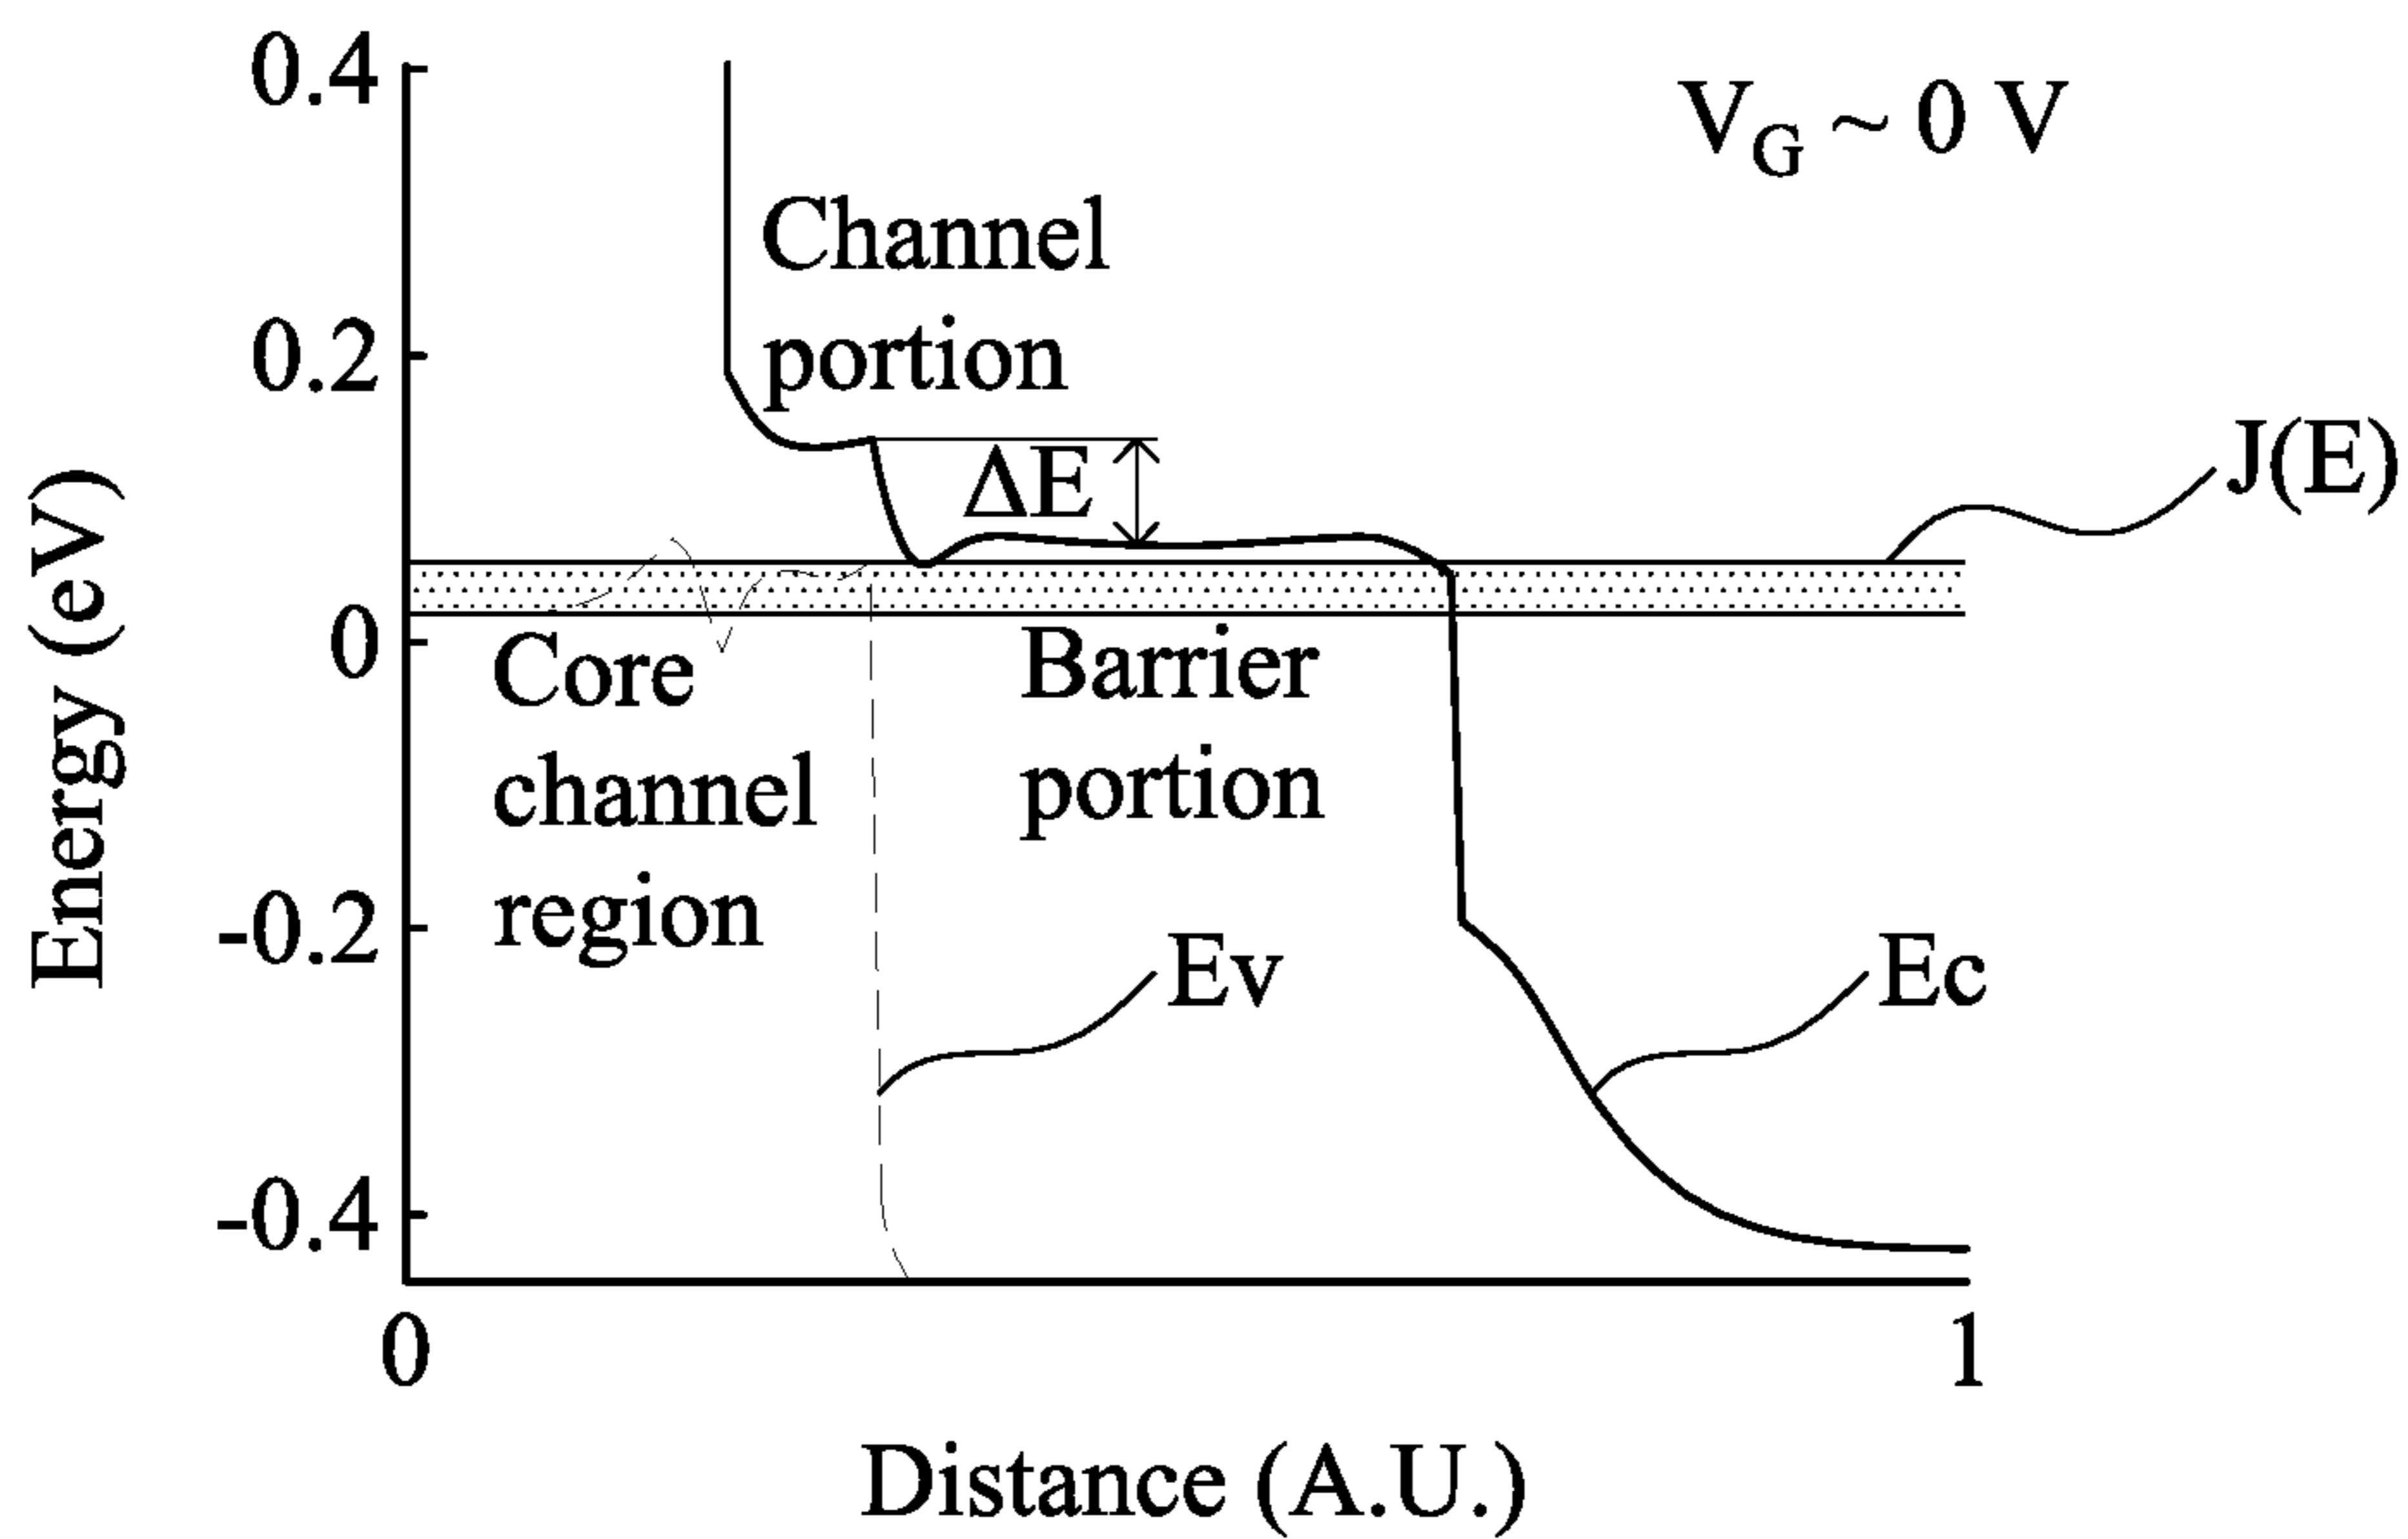 0.4
V_G ~ 0 V
Channel
portion
0.2
ΔE
J(E)
Energy (eV)
0
Core
channel
region
Barrier
portion
-0.2
Ev
Ec
-0.4
0
1
Distance (A.U.)